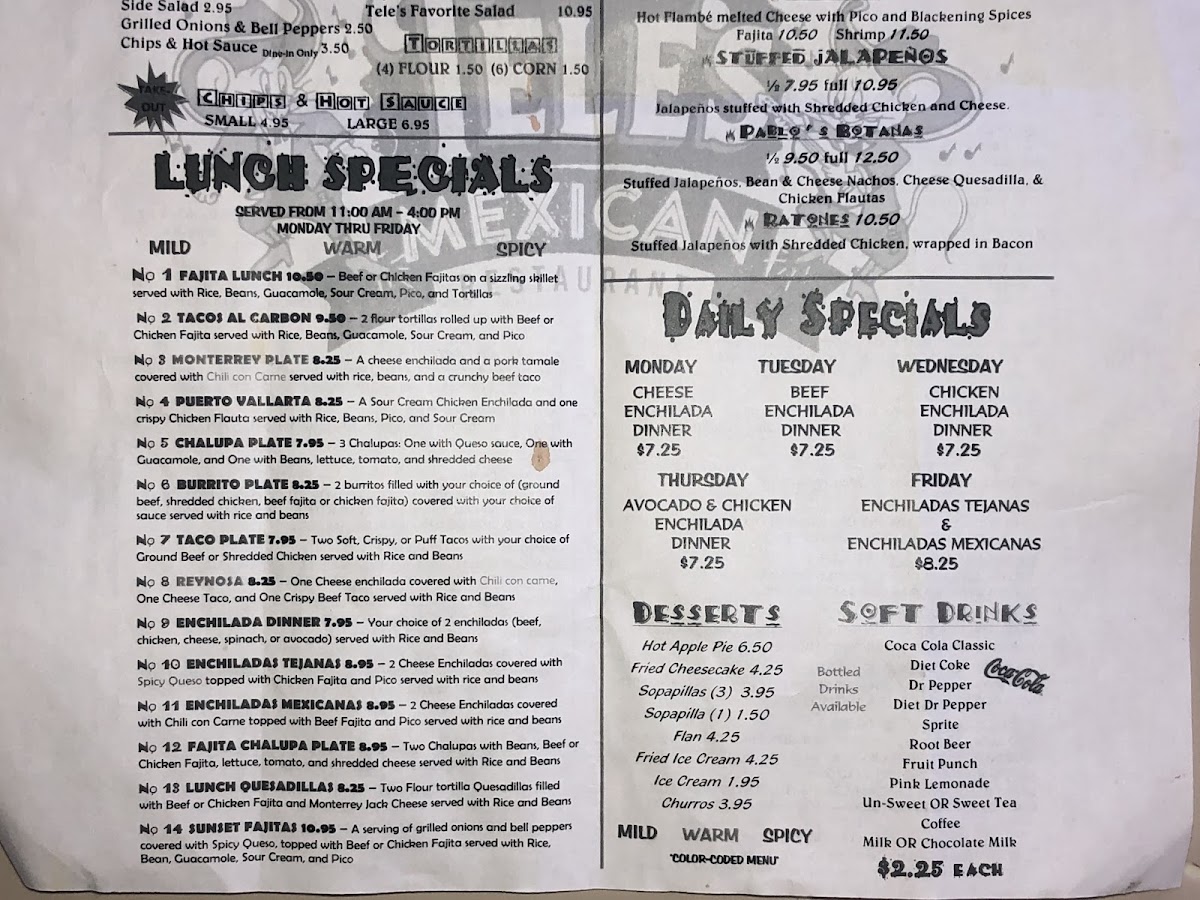 Side Salad 2.95
Grilled Onions & Bell Peppers 2.50
Chips & Hot Sauce Dine-In Only 3.50
Tele's Favorite Salad 10.95
TORTILLAS
(4) FLOUR 1.50 (6) CORN 1.50
TAKE-OUT
CHIPS & HOT SAUCE
SMALL 4.95 LARGE 6.95
LUNCH SPECIALS
SERVED FROM 11:00 AM – 4:00 PM
MONDAY THRU FRIDAY
MILD WARM SPICY
No 1 FAJITA LUNCH 10.50 – Beef or Chicken Fajitas on a sizzling skillet
served with Rice, Beans, Guacamole, Sour Cream, Pico, and Tortillas
No 2 TACOS AL CARBON 9.50 – 2 flour tortillas rolled up with Beef or
Chicken Fajita served with Rice, Beans, Guacamole, Sour Cream, and Pico
No 3 MONTERREY PLATE 8.25 – A cheese enchilada and a pork tamale
covered with Chili con Carne served with rice, beans, and a crunchy beef taco
No 4 PUERTO VALLARTA 8.25 – A Sour Cream Chicken Enchilada and one
crispy Chicken Flauta served with Rice, Beans, Pico, and Sour Cream
No 5 CHALUPA PLATE 7.95 – 3 Chalupas: One with Queso sauce, One with
Guacamole, and One with Beans, lettuce, tomato, and shredded cheese
No 6 BURRITO PLATE 8.25 – 2 burritos filled with your choice of (ground
beef, shredded chicken, beef fajita or chicken fajita) covered with your choice of
sauce served with rice and beans
No 7 TACO PLATE 7.95 – Two Soft, Crispy, or Puff Tacos with your choice of
Ground Beef or Shredded Chicken served with Rice and Beans
No 8 REYNOSA 8.25 – One Cheese enchilada covered with Chili con carne,
One Cheese Taco, and One Crispy Beef Taco served with Rice and Beans
No 9 ENCHILADA DINNER 7.95 – Your choice of 2 enchiladas (beef,
chicken, cheese, spinach, or avocado) served with Rice and Beans
No 10 ENCHILADAS TEJANAS 8.95 – 2 Cheese Enchiladas covered with
Spicy Queso topped with Chicken Fajita and Pico served with rice and beans
No 11 ENCHILADAS MEXICANAS 8.95 – 2 Cheese Enchiladas covered
with Chili con Carne topped with Beef Fajita and Pico served with rice and beans
No 12 FAJITA CHALUPA PLATE 8.95 – Two Chalupas with Beans, Beef or
Chicken Fajita, lettuce, tomato, and shredded cheese served with Rice and Beans
No 13 LUNCH QUESADILLAS 8.25 – Two Flour tortilla Quesadillas filled
with Beef or Chicken Fajita and Monterrey Jack Cheese served with Rice and Beans
No 14 SUNSET FAJITAS 10.95 – A serving of grilled onions and bell peppers
covered with Spicy Queso, topped with Beef or Chicken Fajita served with Rice,
Bean, Guacamole, Sour Cream, and Pico
TELE'S
MEXICAN
RESTAURANT
Hot Flambé melted Cheese with Pico and Blackening Spices
Fajita 10.50 Shrimp 11.50
STUFFED JALAPEÑOS
½ 7.95 full 10.95
Jalapeños stuffed with Shredded Chicken and Cheese.
PABLO'S BOTANAS
½ 9.50 full 12.50
Stuffed Jalapeños, Bean & Cheese Nachos, Cheese Quesadilla, &
Chicken Flautas
RATONES 10.50
Stuffed Jalapeños with Shredded Chicken, wrapped in Bacon
DAILY SPECIALS
MONDAY TUESDAY WEDNESDAY
CHEESE BEEF CHICKEN
ENCHILADA ENCHILADA ENCHILADA
DINNER DINNER DINNER
$7.25 $7.25 $7.25
THURSDAY FRIDAY
AVOCADO & CHICKEN ENCHILADAS TEJANAS
ENCHILADA &
DINNER ENCHILADAS MEXICANAS
$7.25 $8.25
DESSERTS
Hot Apple Pie 6.50
Fried Cheesecake 4.25
Sopapillas (3) 3.95
Sopapilla (1) 1.50
Flan 4.25
Fried Ice Cream 4.25
Ice Cream 1.95
Churros 3.95
MILD WARM SPICY
*COLOR-CODED MENU*
SOFT DRINKS
Bottled
Drinks
Available
Coca Cola Classic
Diet Coke
Coca-Cola
Dr Pepper
Diet Dr Pepper
Sprite
Root Beer
Fruit Punch
Pink Lemonade
Un-Sweet OR Sweet Tea
Coffee
Milk OR Chocolate Milk
$2.25 EACH